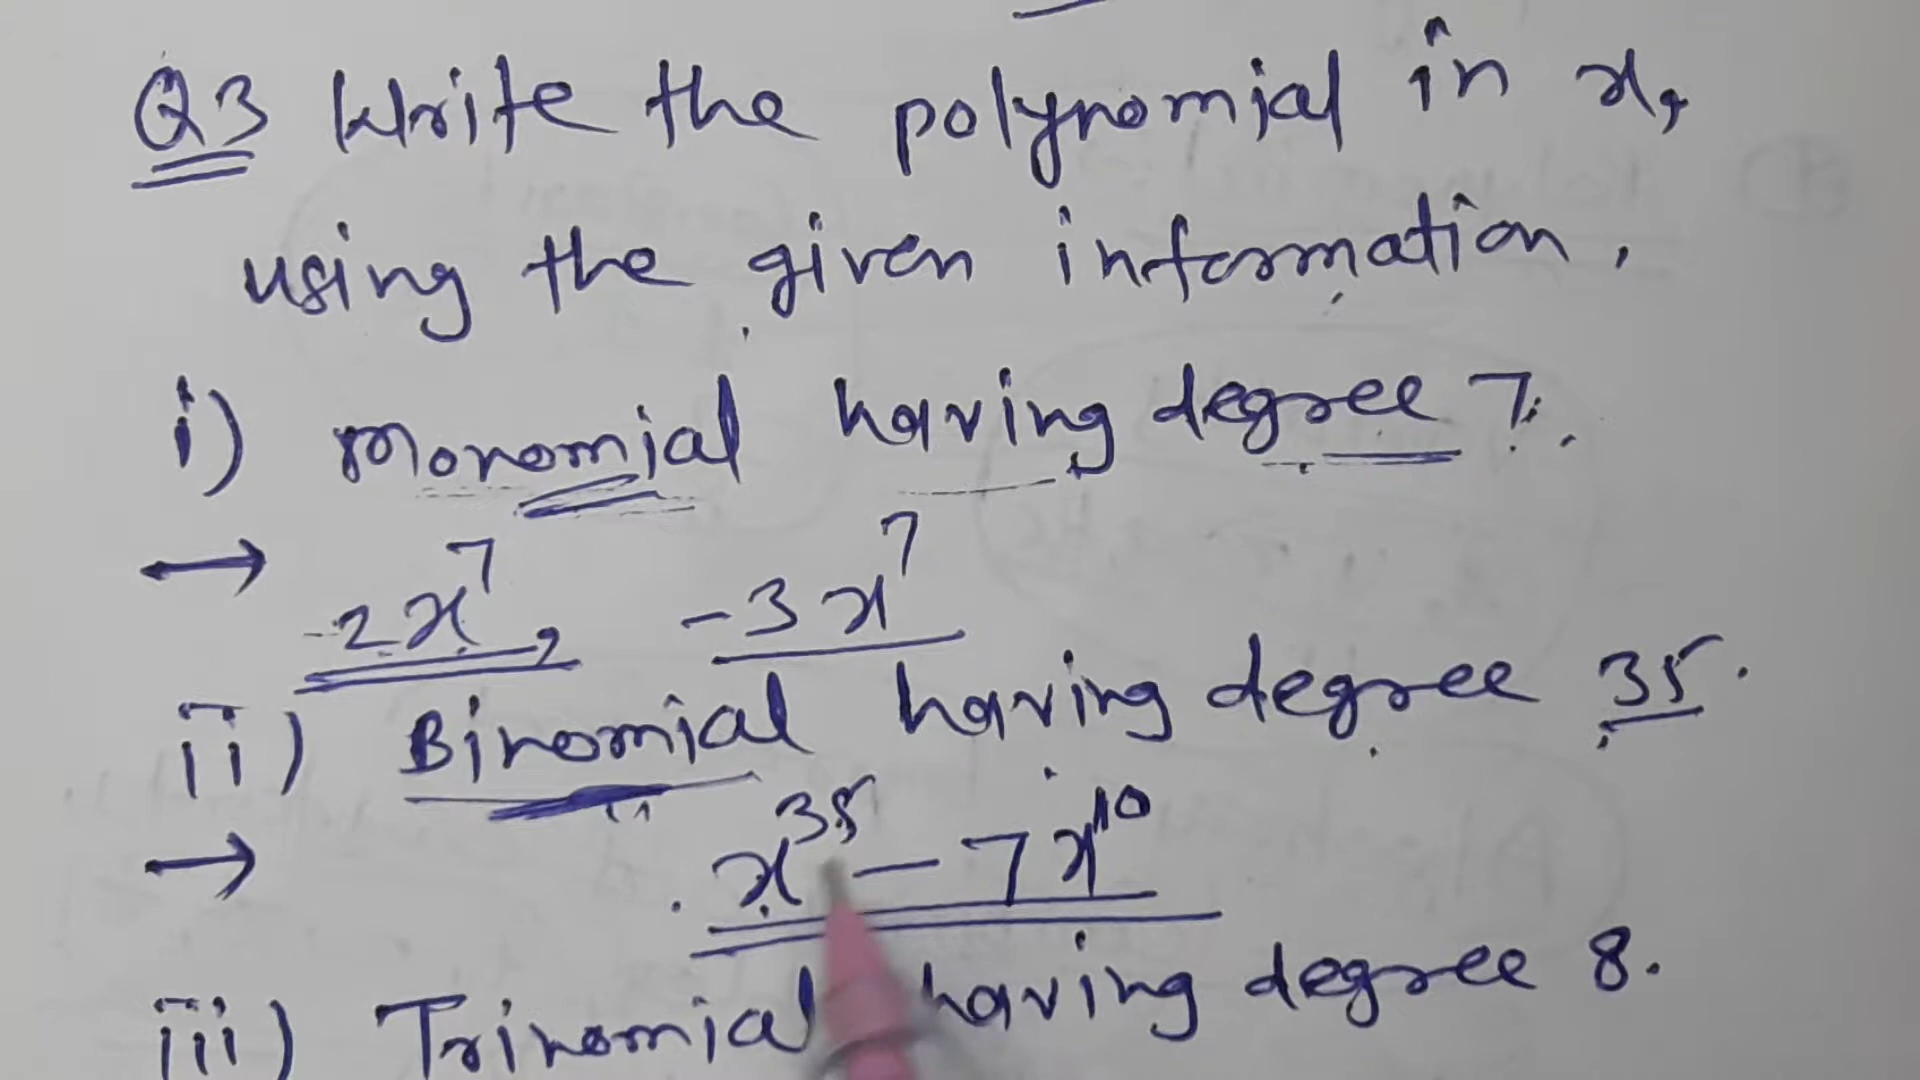 Q3 Write the polynomial in x,
using the given information.
i) Monomial having degree 7.
→ 2x⁷, -3x⁷
ii) Binomial having degree 35.
→ x³⁵ - 7x¹⁰
iii) Trinomial having degree 8.